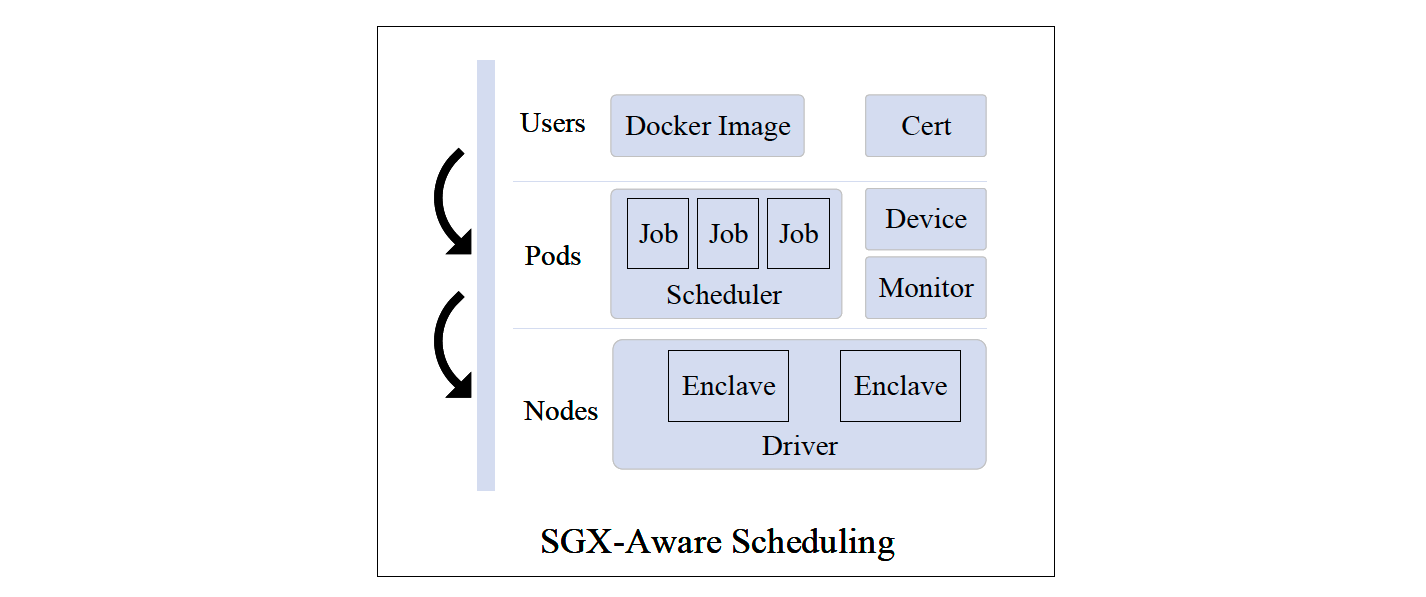 Users
Docker Image
Cert
Pods
Job Job Job
Scheduler
Device
Monitor
Nodes
Enclave Enclave
Driver
SGX-Aware Scheduling